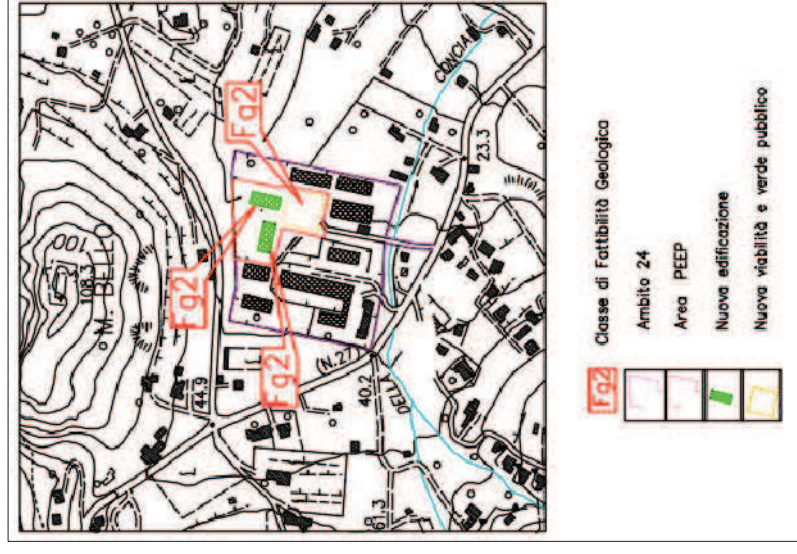 100
108.3
M. BELLO
Fg2
Fg2
Fg2
44.9
(N.27)
40.2
DELLA
CONCIA
23.3
61.3
Fg2
Classe di Fattibilità Geologica
Ambito 24
Area PEEP
Nuova edificazione
Nuova viabilità e verde pubblico